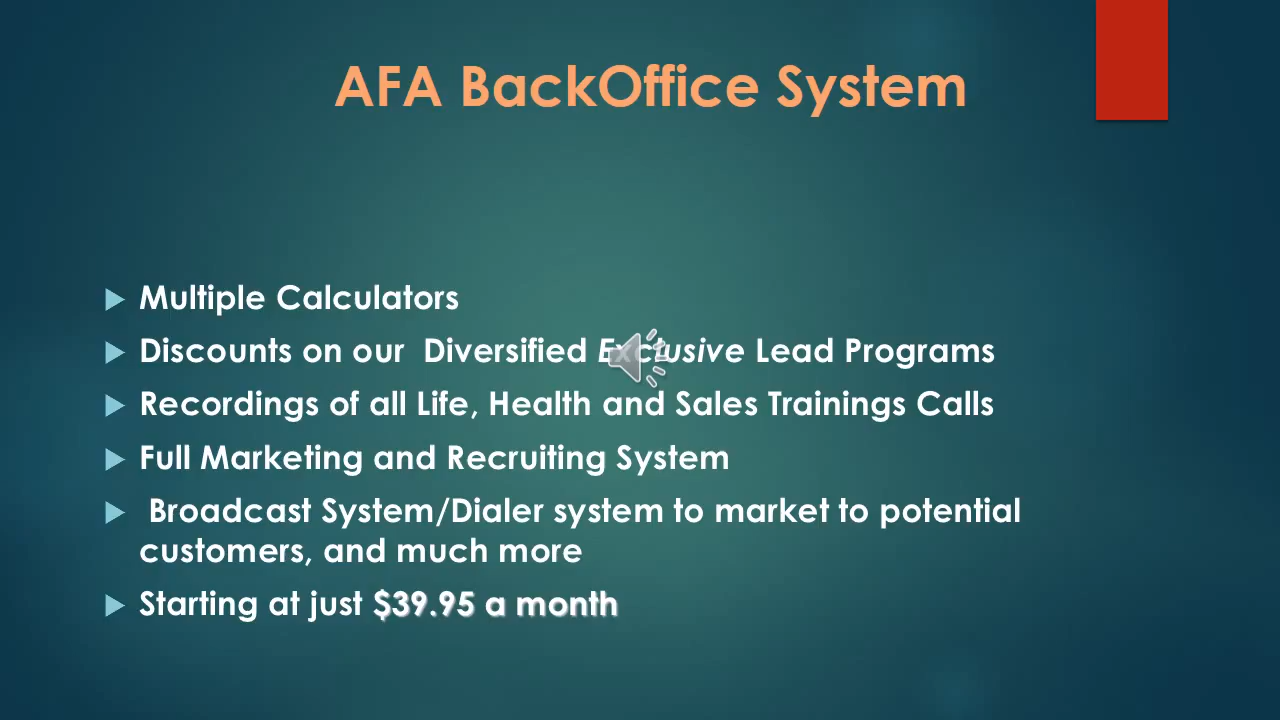 AFA BackOffice System
Multiple Calculators
Discounts on our  Diversified Exclusive Lead Programs
Recordings of all Life, Health and Sales Trainings Calls
Full Marketing and Recruiting System
Broadcast System/Dialer system to market to potential
customers, and much more
Starting at just $39.95 a month